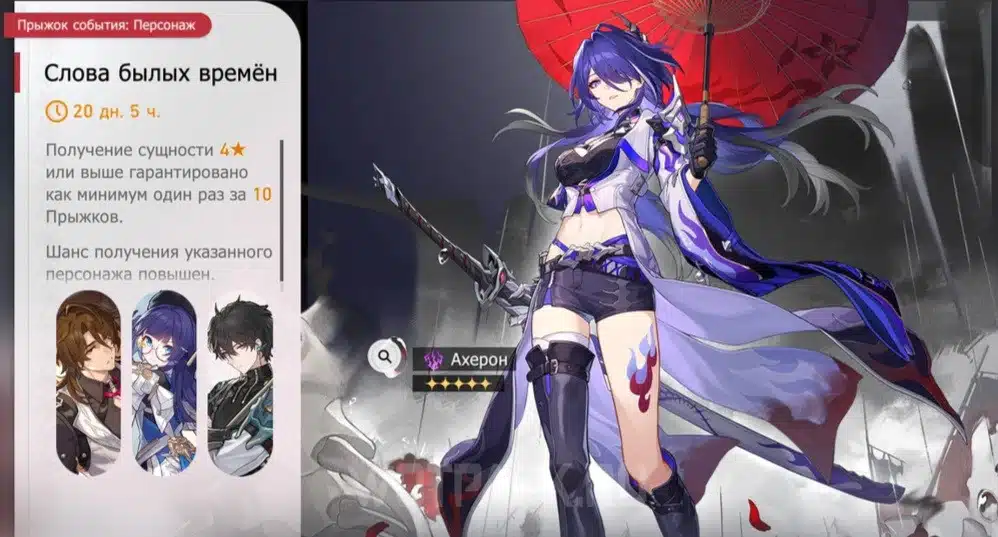 Прыжок события: Персонаж
Слова былых времён
20 дн. 5 ч.
Получение сущности 4★
или выше гарантировано
как минимум один раз за 10
Прыжков.
Шанс получения указанного
персонажа повышен.
Ахерон